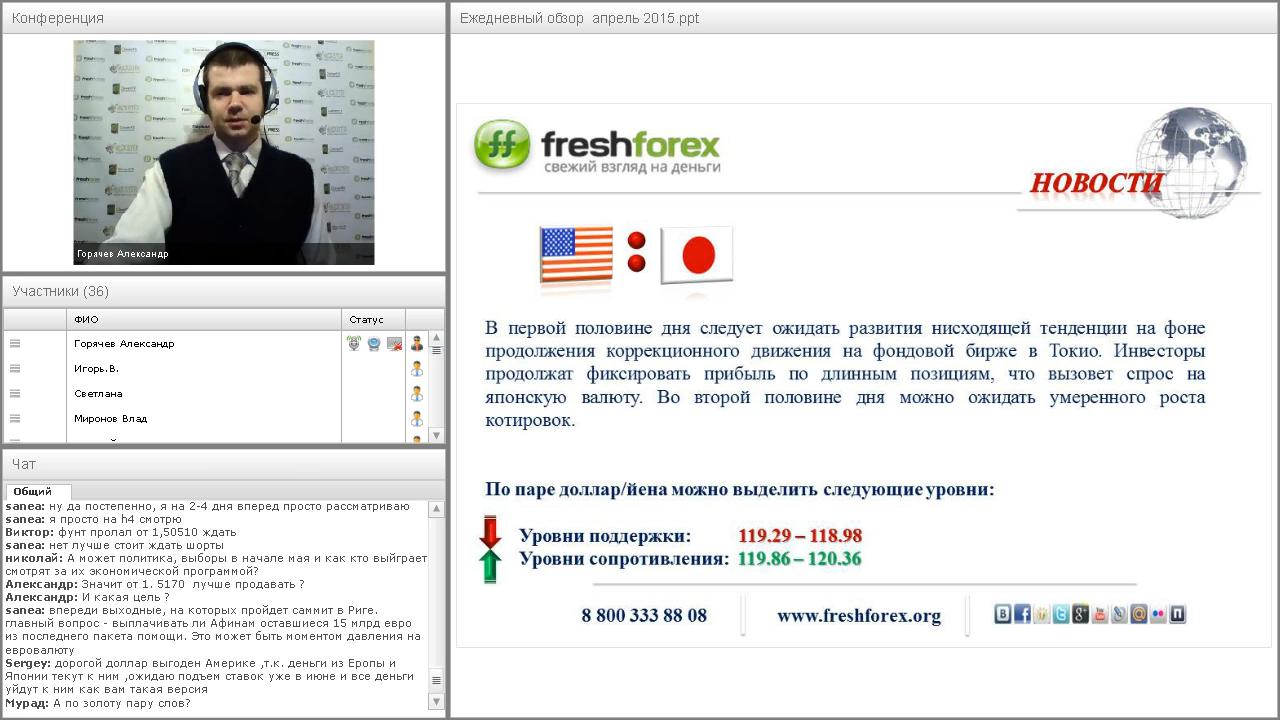 Конференция
Горячев Александр
Участники (36)
ФИО
Статус
Горячев Александр
Игорь.В.
Светлана
Миронов Влад
Чат
Общий
sanea: ну да постепенно, я на 2-4 дня вперед просто рассматриваю
sanea: я просто на h4 смотрю
Виктор: фунт пролал от 1,50510 ждать
sanea: нет лучше стоит ждать шорты
николай: А может политика, выборы в начале мая и как кто выйграет
смотрят за их экономической программой?
Александр: Значит от 1. 5170 лучше продавать ?
Александр: И какая цель ?
sanea: впереди выходные, на которых пройдет саммит в Риге.
главный вопрос - выплачивать ли Афинам оставшиеся 15 млрд евро
из последнего пакета помощи. Это может быть моментом давления на
евровалюту
Sergey: дорогой доллар выгоден Америке ,т.к. деньги из Еропы и
Японии текут к ним ,ожидаю подъем ставок уже в июне и все деньги
уйдут к ним как вам такая версия
Мурад: А по золоту пару слов?
Ежедневный обзор апрель 2015.ppt
ff freshforex
свежий взгляд на деньги
НОВОСТИ
В первой половине дня следует ожидать развития нисходящей тенденции на фоне
продолжения коррекционного движения на фондовой бирже в Токио. Инвесторы
продолжат фиксировать прибыль по длинным позициям, что вызовет спрос на
японскую валюту. Во второй половине дня можно ожидать умеренного роста
котировок.
По паре доллар/йена можно выделить следующие уровни:
Уровни поддержки: 119.29 – 118.98
Уровни сопротивления: 119.86 – 120.36
8 800 333 88 08
www.freshforex.org